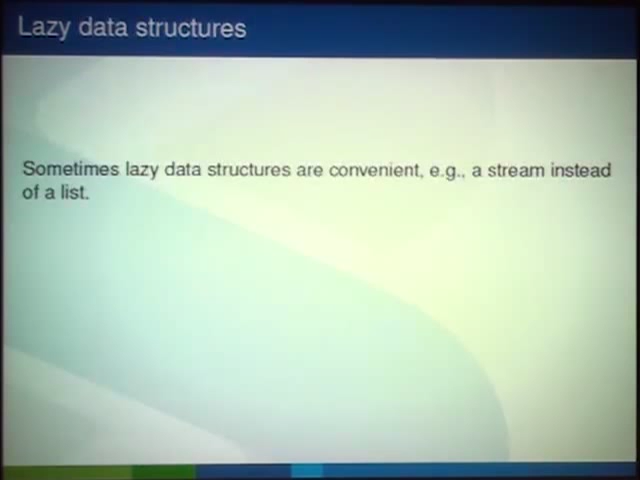 Lazy data structures
Sometimes lazy data structures are convenient, e.g., a stream instead
of a list.